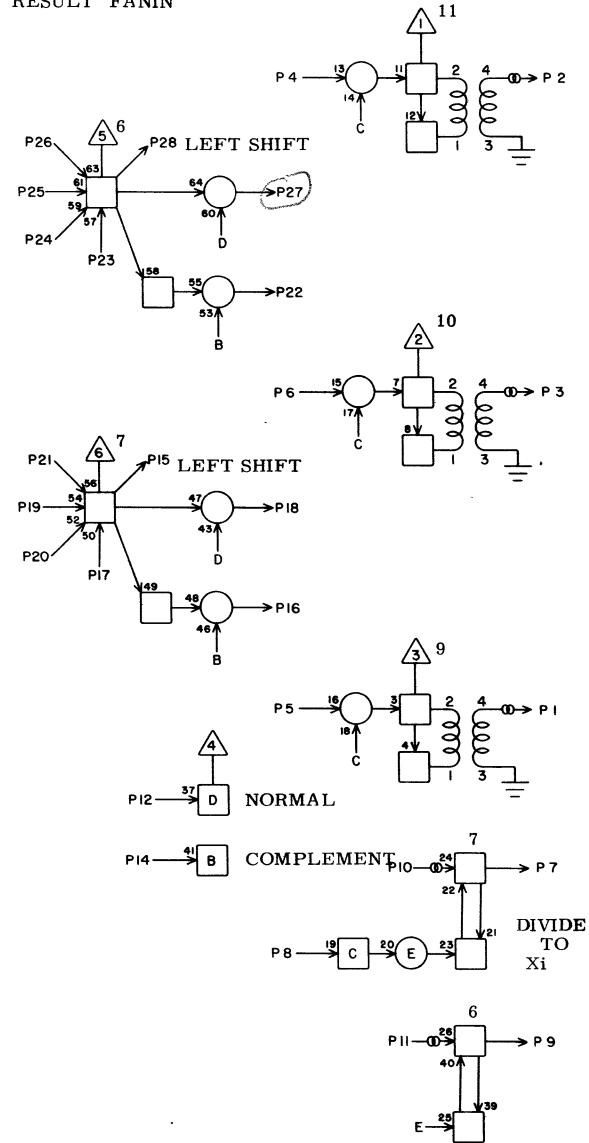 RESULT FANIN
1 11
P4 13 11 2 4 P2
14 12
C 1 3
5 6
P26 63 P28 LEFT SHIFT
P25 61 64 P27
59 57 60
P24 P23 D
58 55 P22
53
B
2 10
P6 15 7 2 4 P3
17 8
C 1 3
6 7
P21 56 P15 LEFT SHIFT
P19 54 47 P18
52 50 43
P20 P17 D
49 48 P16
46
B
3 9
P5 16 3 2 4 P1
18 4
C 1 3
4
P12 37 D NORMAL
P14 41 B COMPLEMENT
7
P10 24 P7
22 21
P8 19 C 20 E 23
DIVIDE
TO
Xi
6
P11 26 P9
40 39
E 25